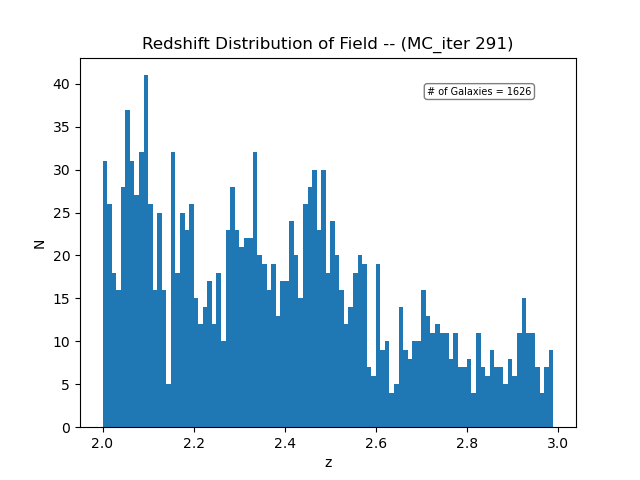 Redshift Distribution of Field -- (MC_iter 291)
# of Galaxies = 1626
40
35
30
25
20
15
10
5
0
N
2.0 2.2 2.4 2.6 2.8 3.0
z